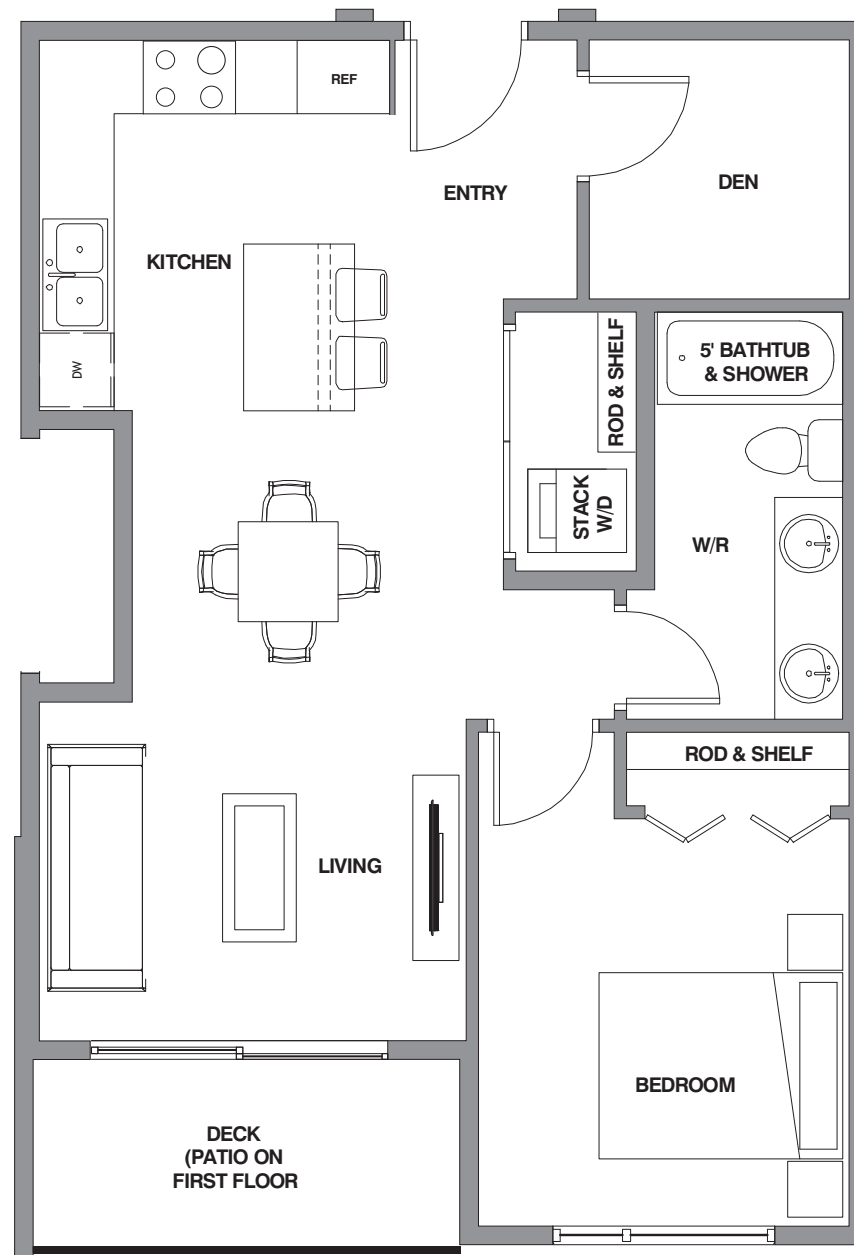 REF
ENTRY
DEN
KITCHEN
DW
ROD & SHELF
5' BATHTUB
& SHOWER
STACK
W/D
W/R
ROD & SHELF
LIVING
BEDROOM
DECK
(PATIO ON
FIRST FLOOR